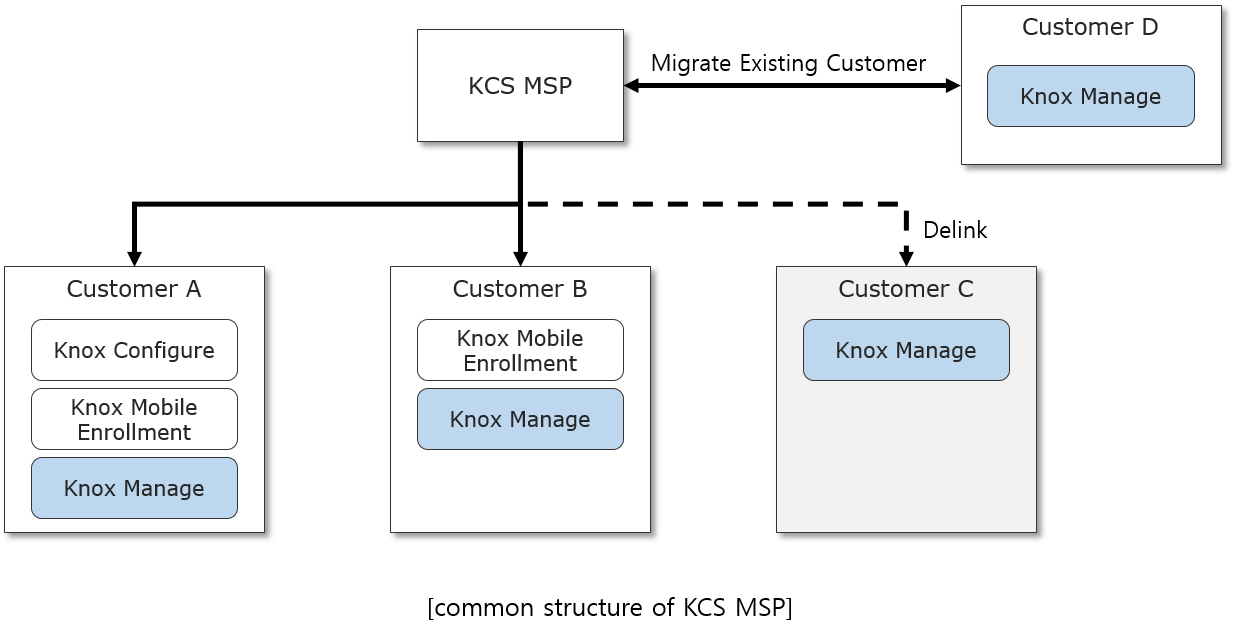 Customer D
Migrate Existing Customer
KCS MSP
Knox Manage
Delink
Customer A
Knox Configure
Knox Mobile
Enrollment
Knox Manage
Customer B
Knox Mobile
Enrollment
Knox Manage
Customer C
Knox Manage
[common structure of KCS MSP]